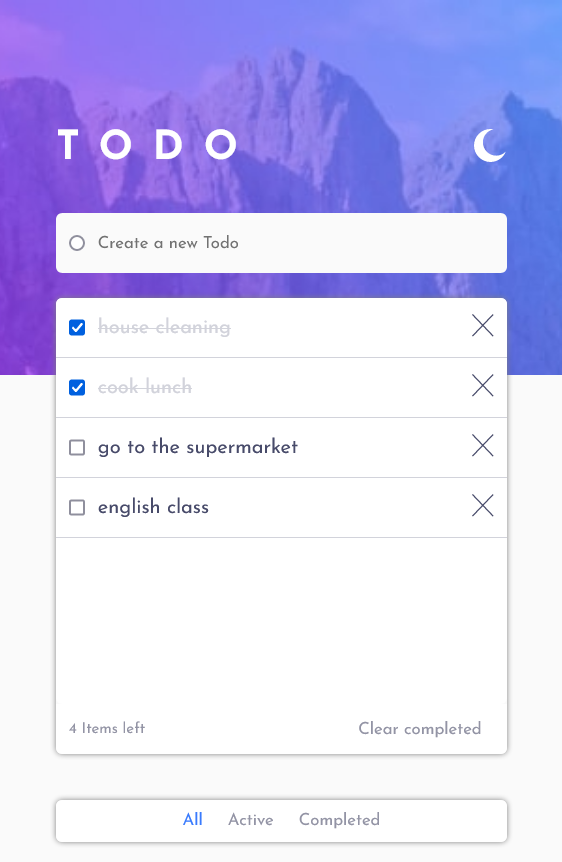 TODO
Create a new Todo
house cleaning
cook lunch
go to the supermarket
english class
4 Items left Clear completed
All Active Completed